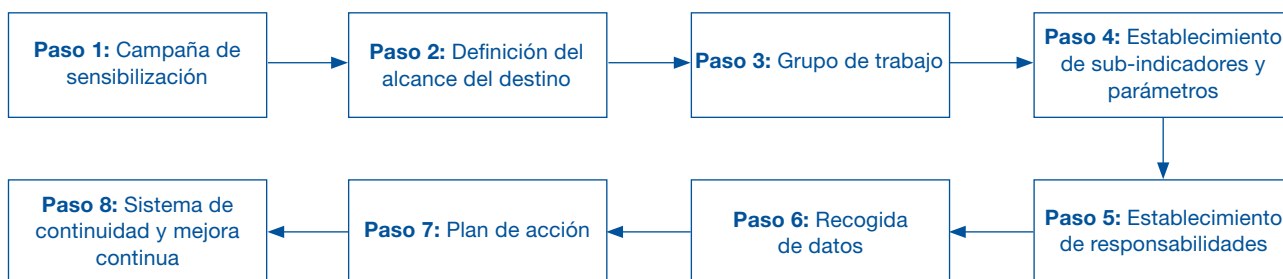 Paso 1: Campaña de
sensibilización
Paso 2: Definición del
alcance del destino
Paso 3: Grupo de trabajo
Paso 4: Establecimiento
de sub-indicadores y
parámetros
Paso 5: Establecimiento
de responsabilidades
Paso 6: Recogida
de datos
Paso 7: Plan de acción
Paso 8: Sistema de
continuidad y mejora
continua